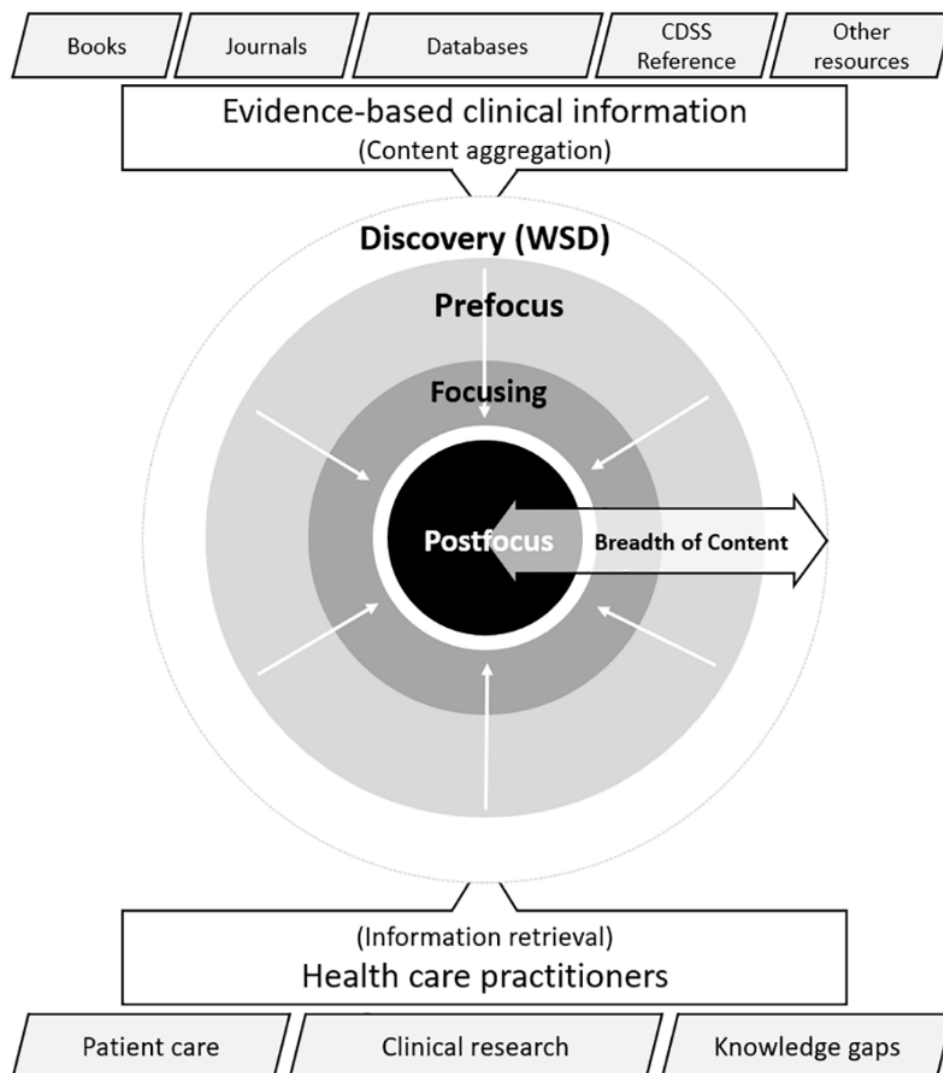 Books
Journals
Databases
CDSS
Reference
Other
resources
Evidence-based clinical information
(Content aggregation)
Discovery (WSD)
Prefocus
Focusing
Postfocus
Breadth of Content
(Information retrieval)
Health care practitioners
Patient care
Clinical research
Knowledge gaps